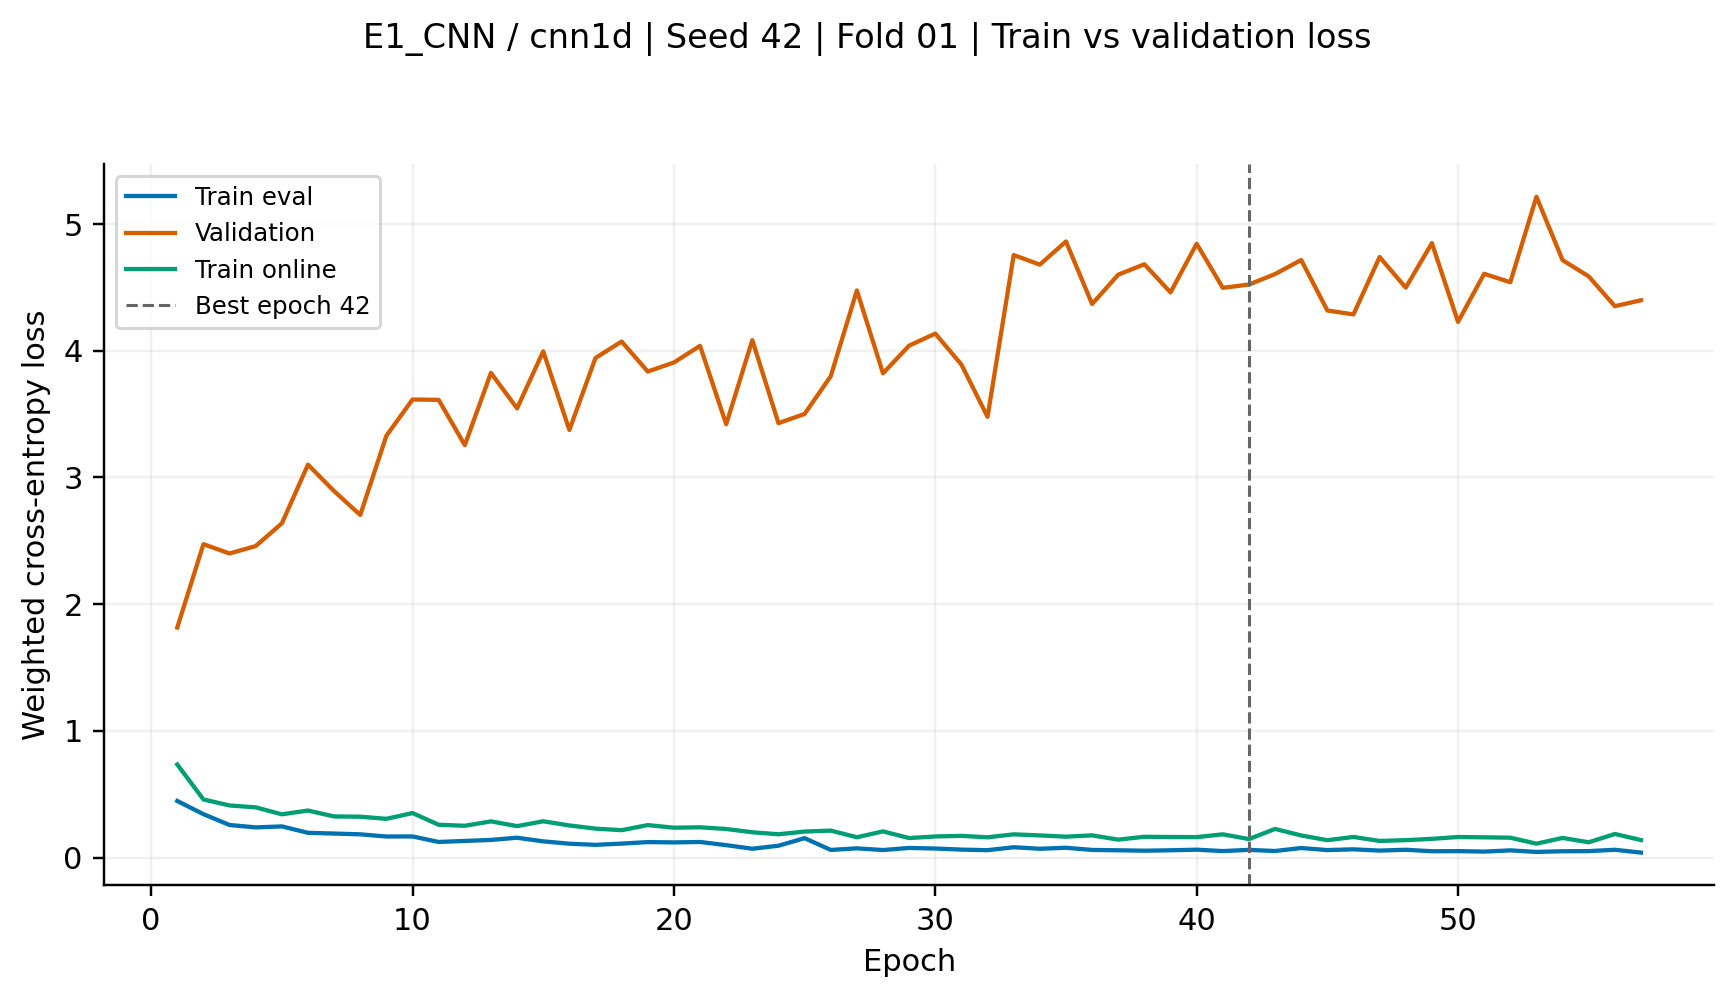 E1_CNN / cnn1d | Seed 42 | Fold 01 | Train vs validation loss
Train eval
Validation
Train online
Best epoch 42
Weighted cross-entropy loss
5
4
3
2
1
0
0 10 20 30 40 50
Epoch